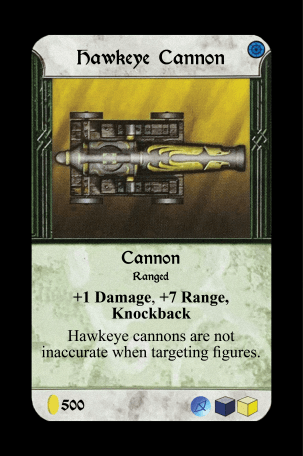 Hawkeye Cannon
Cannon
Ranged
+1 Damage, +7 Range,
Knockback
Hawkeye cannons are not
inaccurate when targeting figures.
500